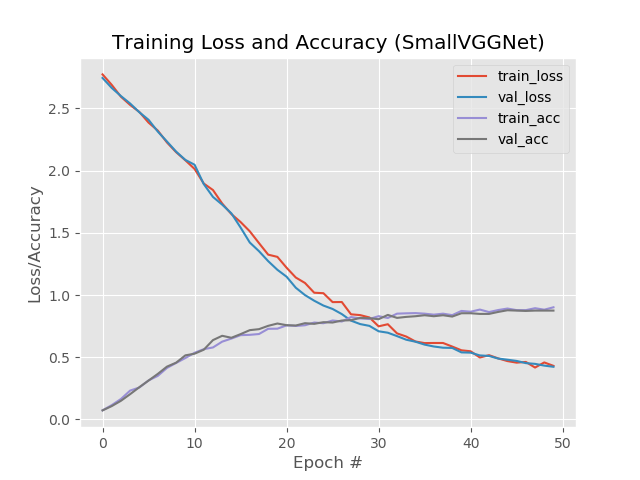 Training Loss and Accuracy (SmallVGGNet)
train_loss
val_loss
train_acc
val_acc
2.5
2.0
1.5
1.0
0.5
0.0
Loss/Accuracy
0 10 20 30 40 50
Epoch #